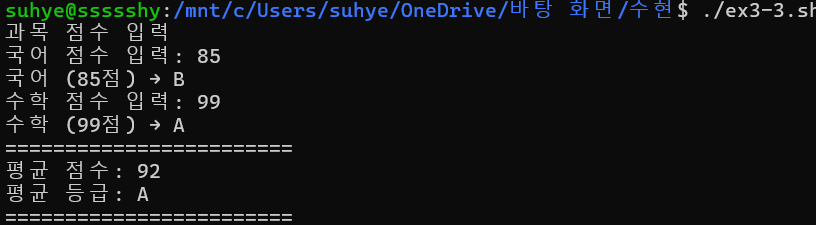 suhye@sssssshy:/mnt/c/Users/suhye/OneDrive/바탕 화면/수현$ ./ex3-3.sh
과목 점수 입력
국어 점수 입력: 85
국어 (85점) → B
수학 점수 입력: 99
수학 (99점) → A
========================
평균 점수: 92
평균 등급: A
========================